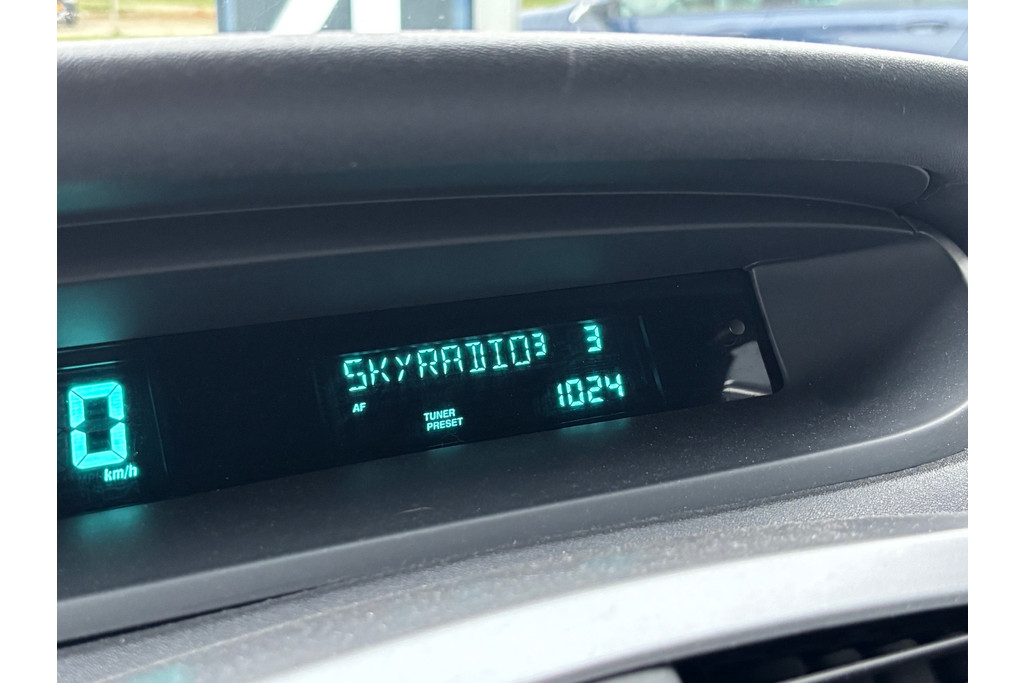 SKYRADIO3 3
1024
AF
TUNER
PRESET
0
km/h